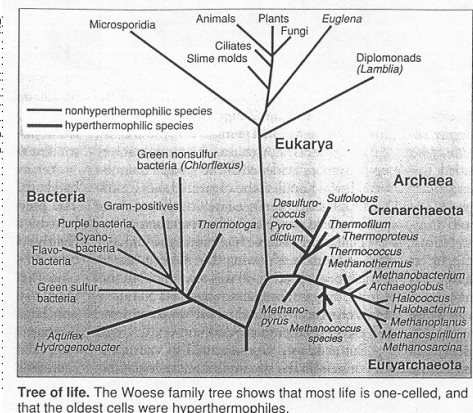 Microsporidia
Animals
Plants
Fungi
Euglena
Ciliates
Slime molds
Diplomonads
(Lamblia)
nonhyperthermophilic species
hyperthermophilic species
Eukarya
Green nonsulfur
bacteria (Chlorflexus)
Archaea
Bacteria
Gram-positives
Purple bacteria
Cyano-
bacteria
Flavo-
bacteria
Green sulfur
bacteria
Thermotoga
Aquifex
Hydrogenobacter
Desulfuro-
coccus
Sulfolobus
Crenarchaeota
Pyro-
dictium
Thermofilum
Thermoproteus
Thermococcus
Methanothermus
Methanobacterium
Archaeoglobus
Halococcus
Halobacterium
Methano-
pyrus
Methanococcus
species
Methanoplanus
Methanospirillum
Methanosarcina
Euryarchaeota
Tree of life. The Woese family tree shows that most life is one-celled, and
that the oldest cells were hyperthermophiles.